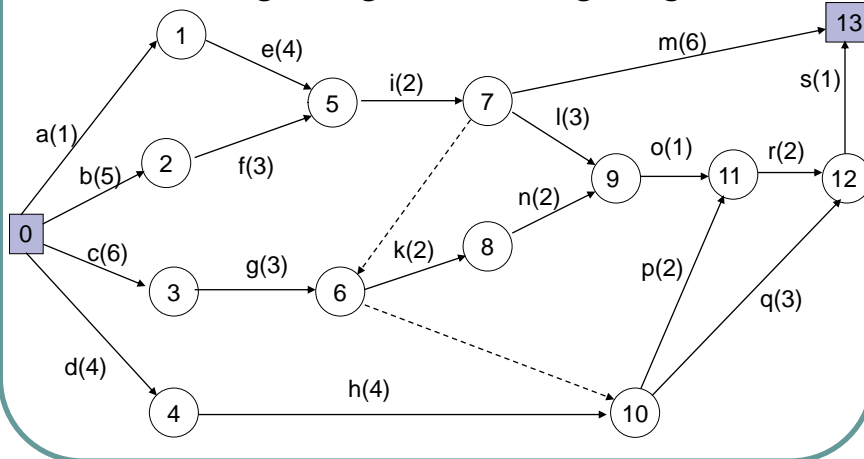 13
1
m(6)
e(4)
s(1)
i(2)
5
7
l(3)
a(1)
o(1)
r(2)
2
f(3)
b(5)
9
11
12
n(2)
0
k(2)
8
c(6)
g(3)
p(2)
3
6
q(3)
d(4)
h(4)
4
10